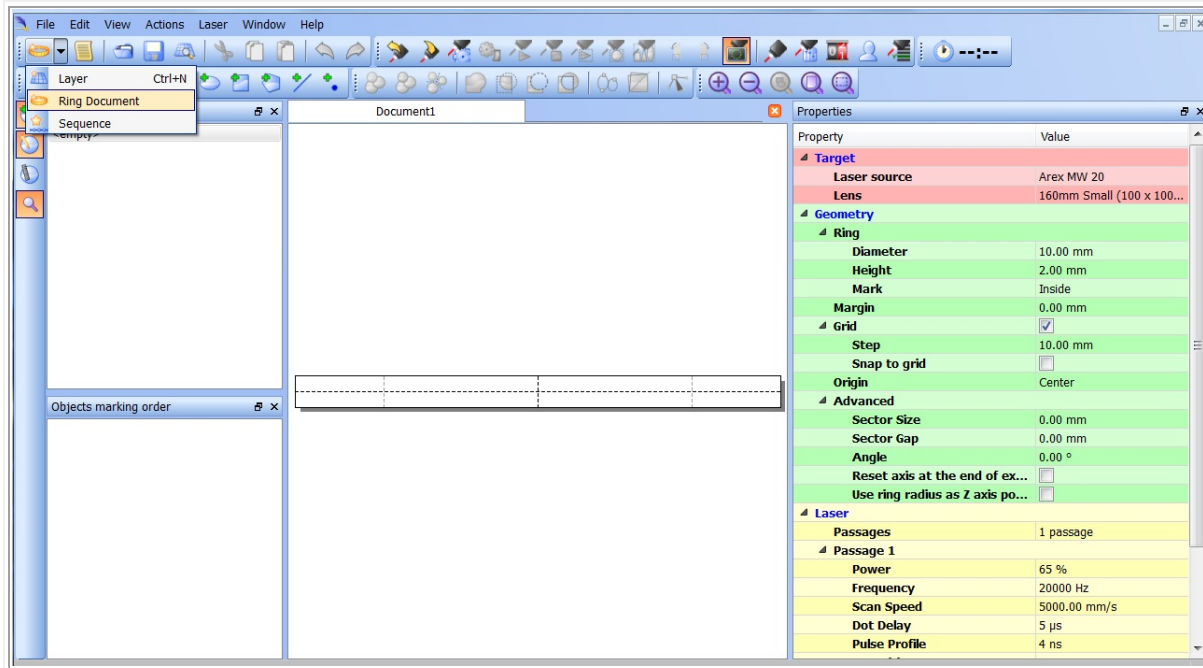 File Edit View Actions Laser Window Help
--:--
Layer Ctrl+N
Ring Document
Sequence
Document1
Properties
<empty>
Property Value
Target
Laser source Arex MW 20
Lens 160mm Small (100 x 100...
Geometry
Ring
Diameter 10.00 mm
Height 2.00 mm
Mark Inside
Margin 0.00 mm
Grid
Step 10.00 mm
Snap to grid
Origin Center
Objects marking order
Advanced
Sector Size 0.00 mm
Sector Gap 0.00 mm
Angle 0.00 °
Reset axis at the end of ex...
Use ring radius as Z axis po...
Laser
Passages 1 passage
Passage 1
Power 65 %
Frequency 20000 Hz
Scan Speed 5000.00 mm/s
Dot Delay 5 µs
Pulse Profile 4 ns